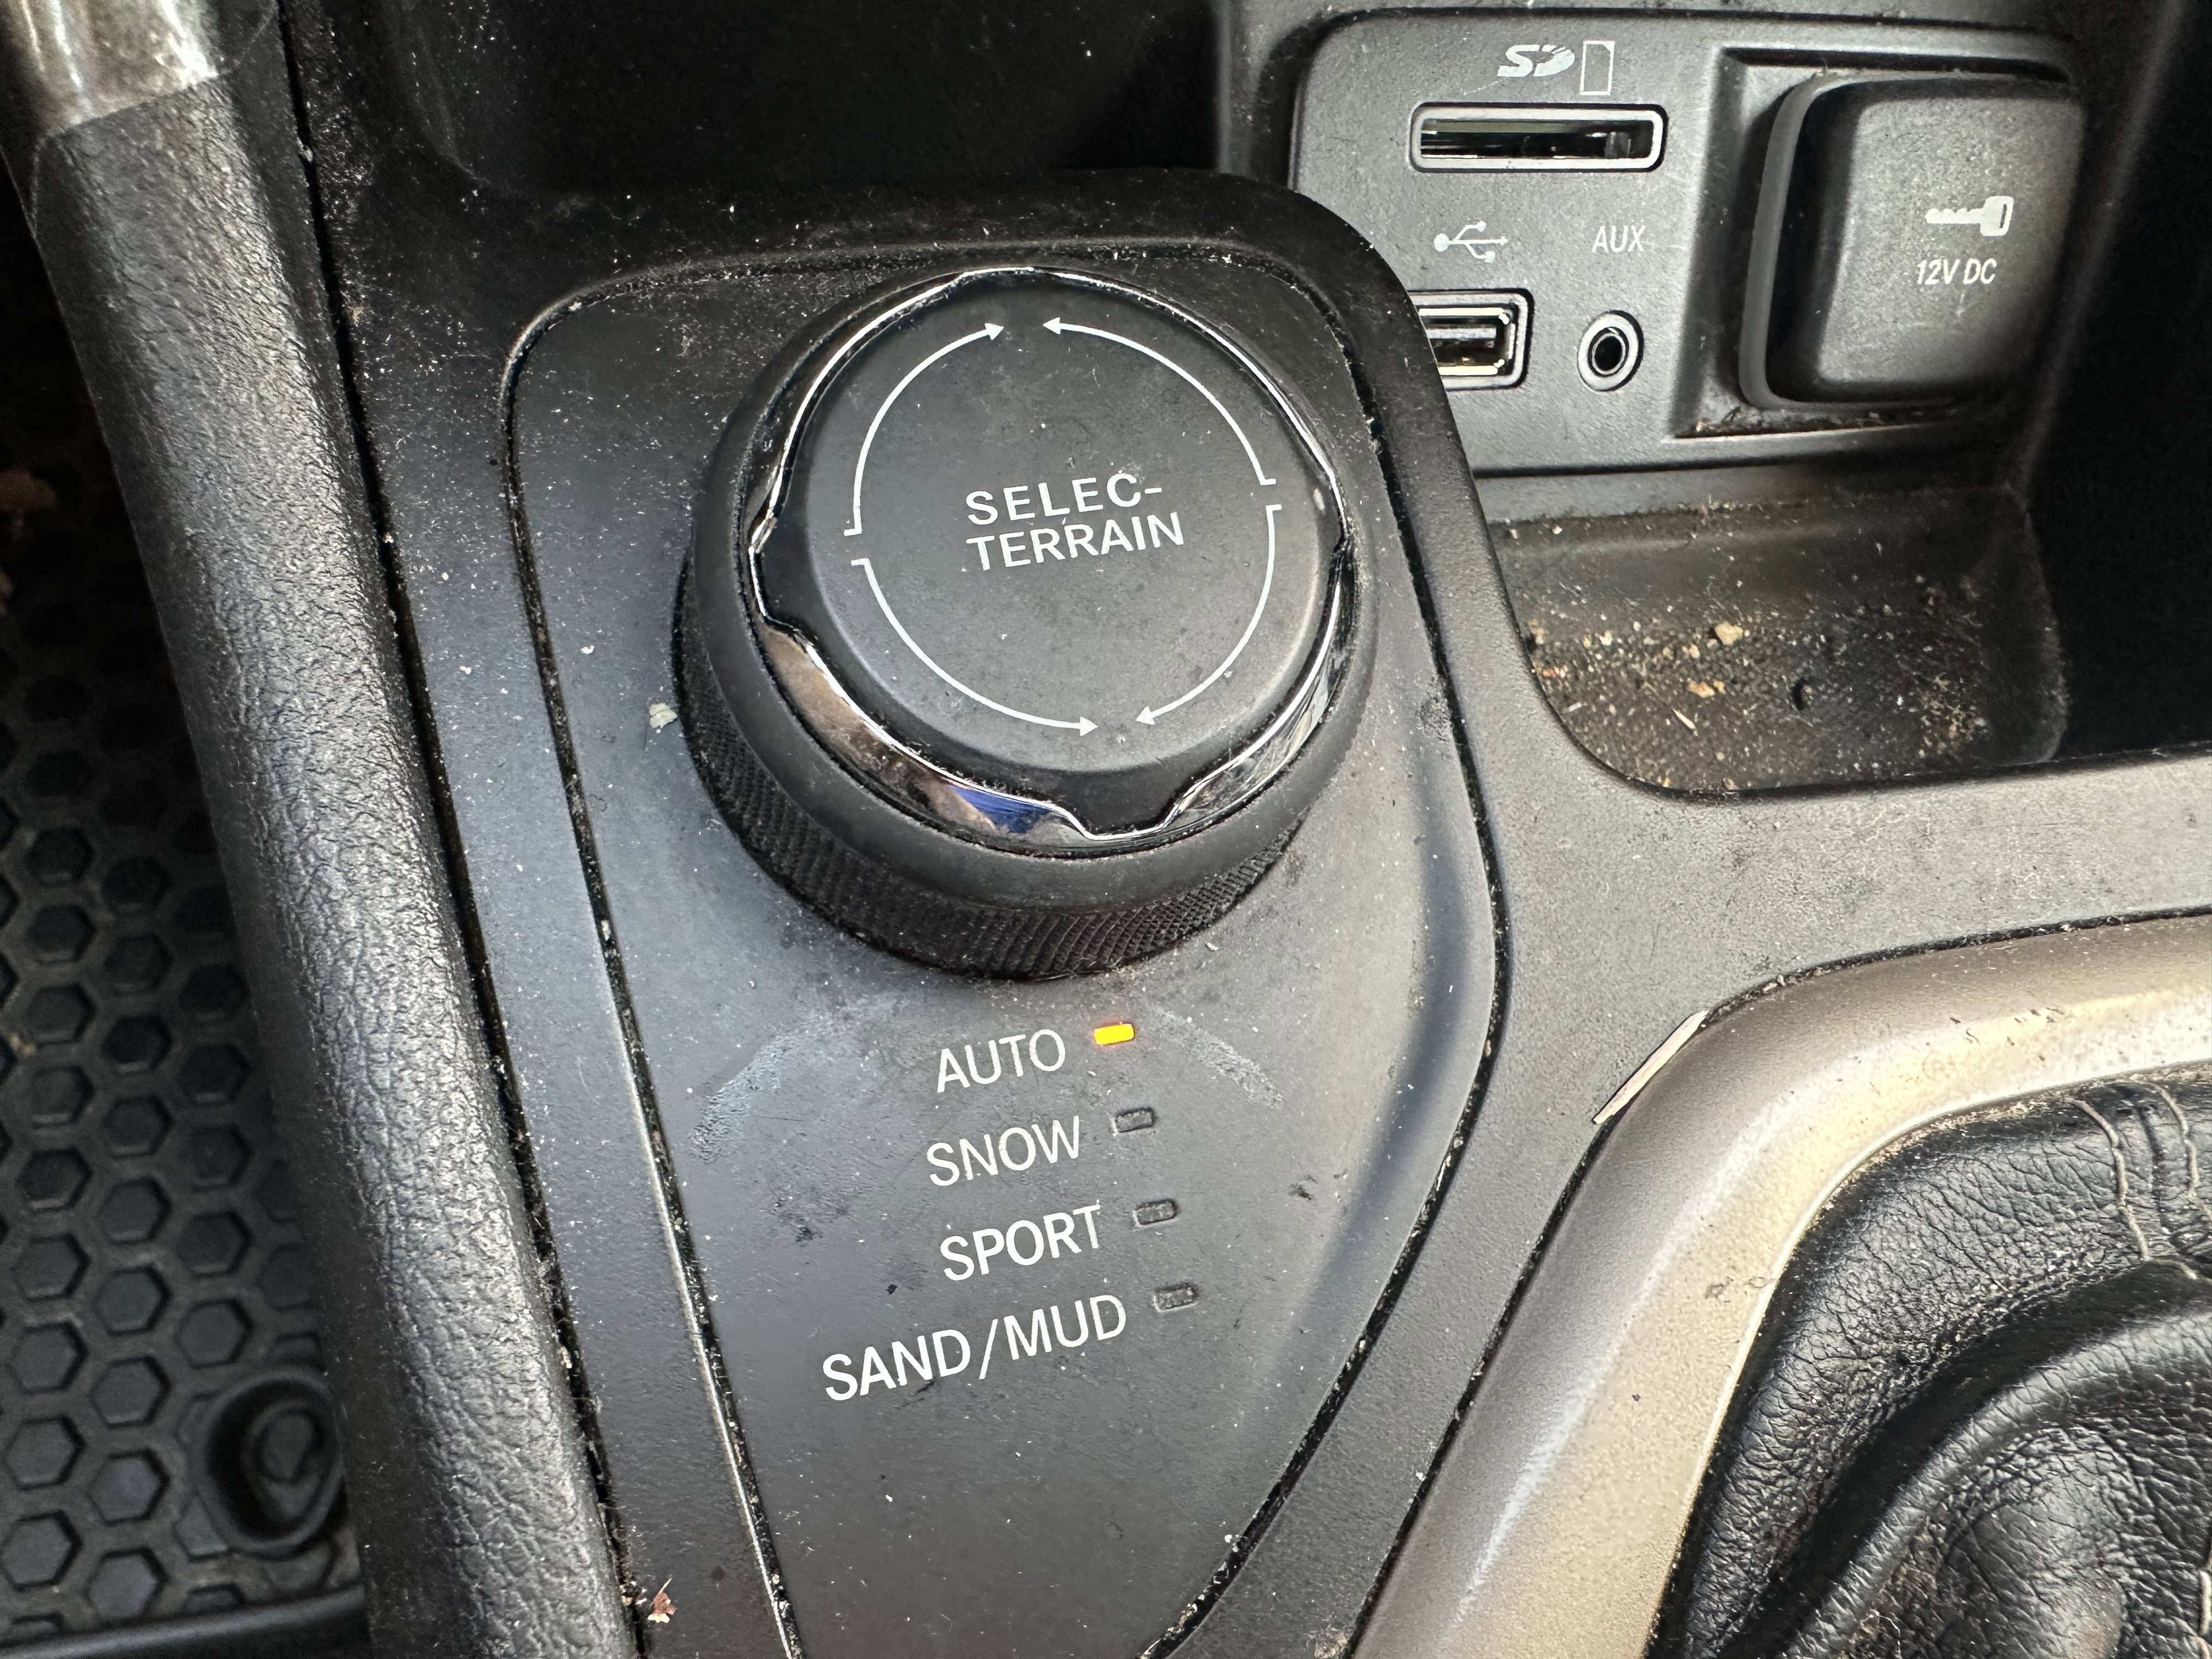 SD
AUX
12V DC
SELEC-
TERRAIN
AUTO
SNOW
SPORT
SAND/MUD